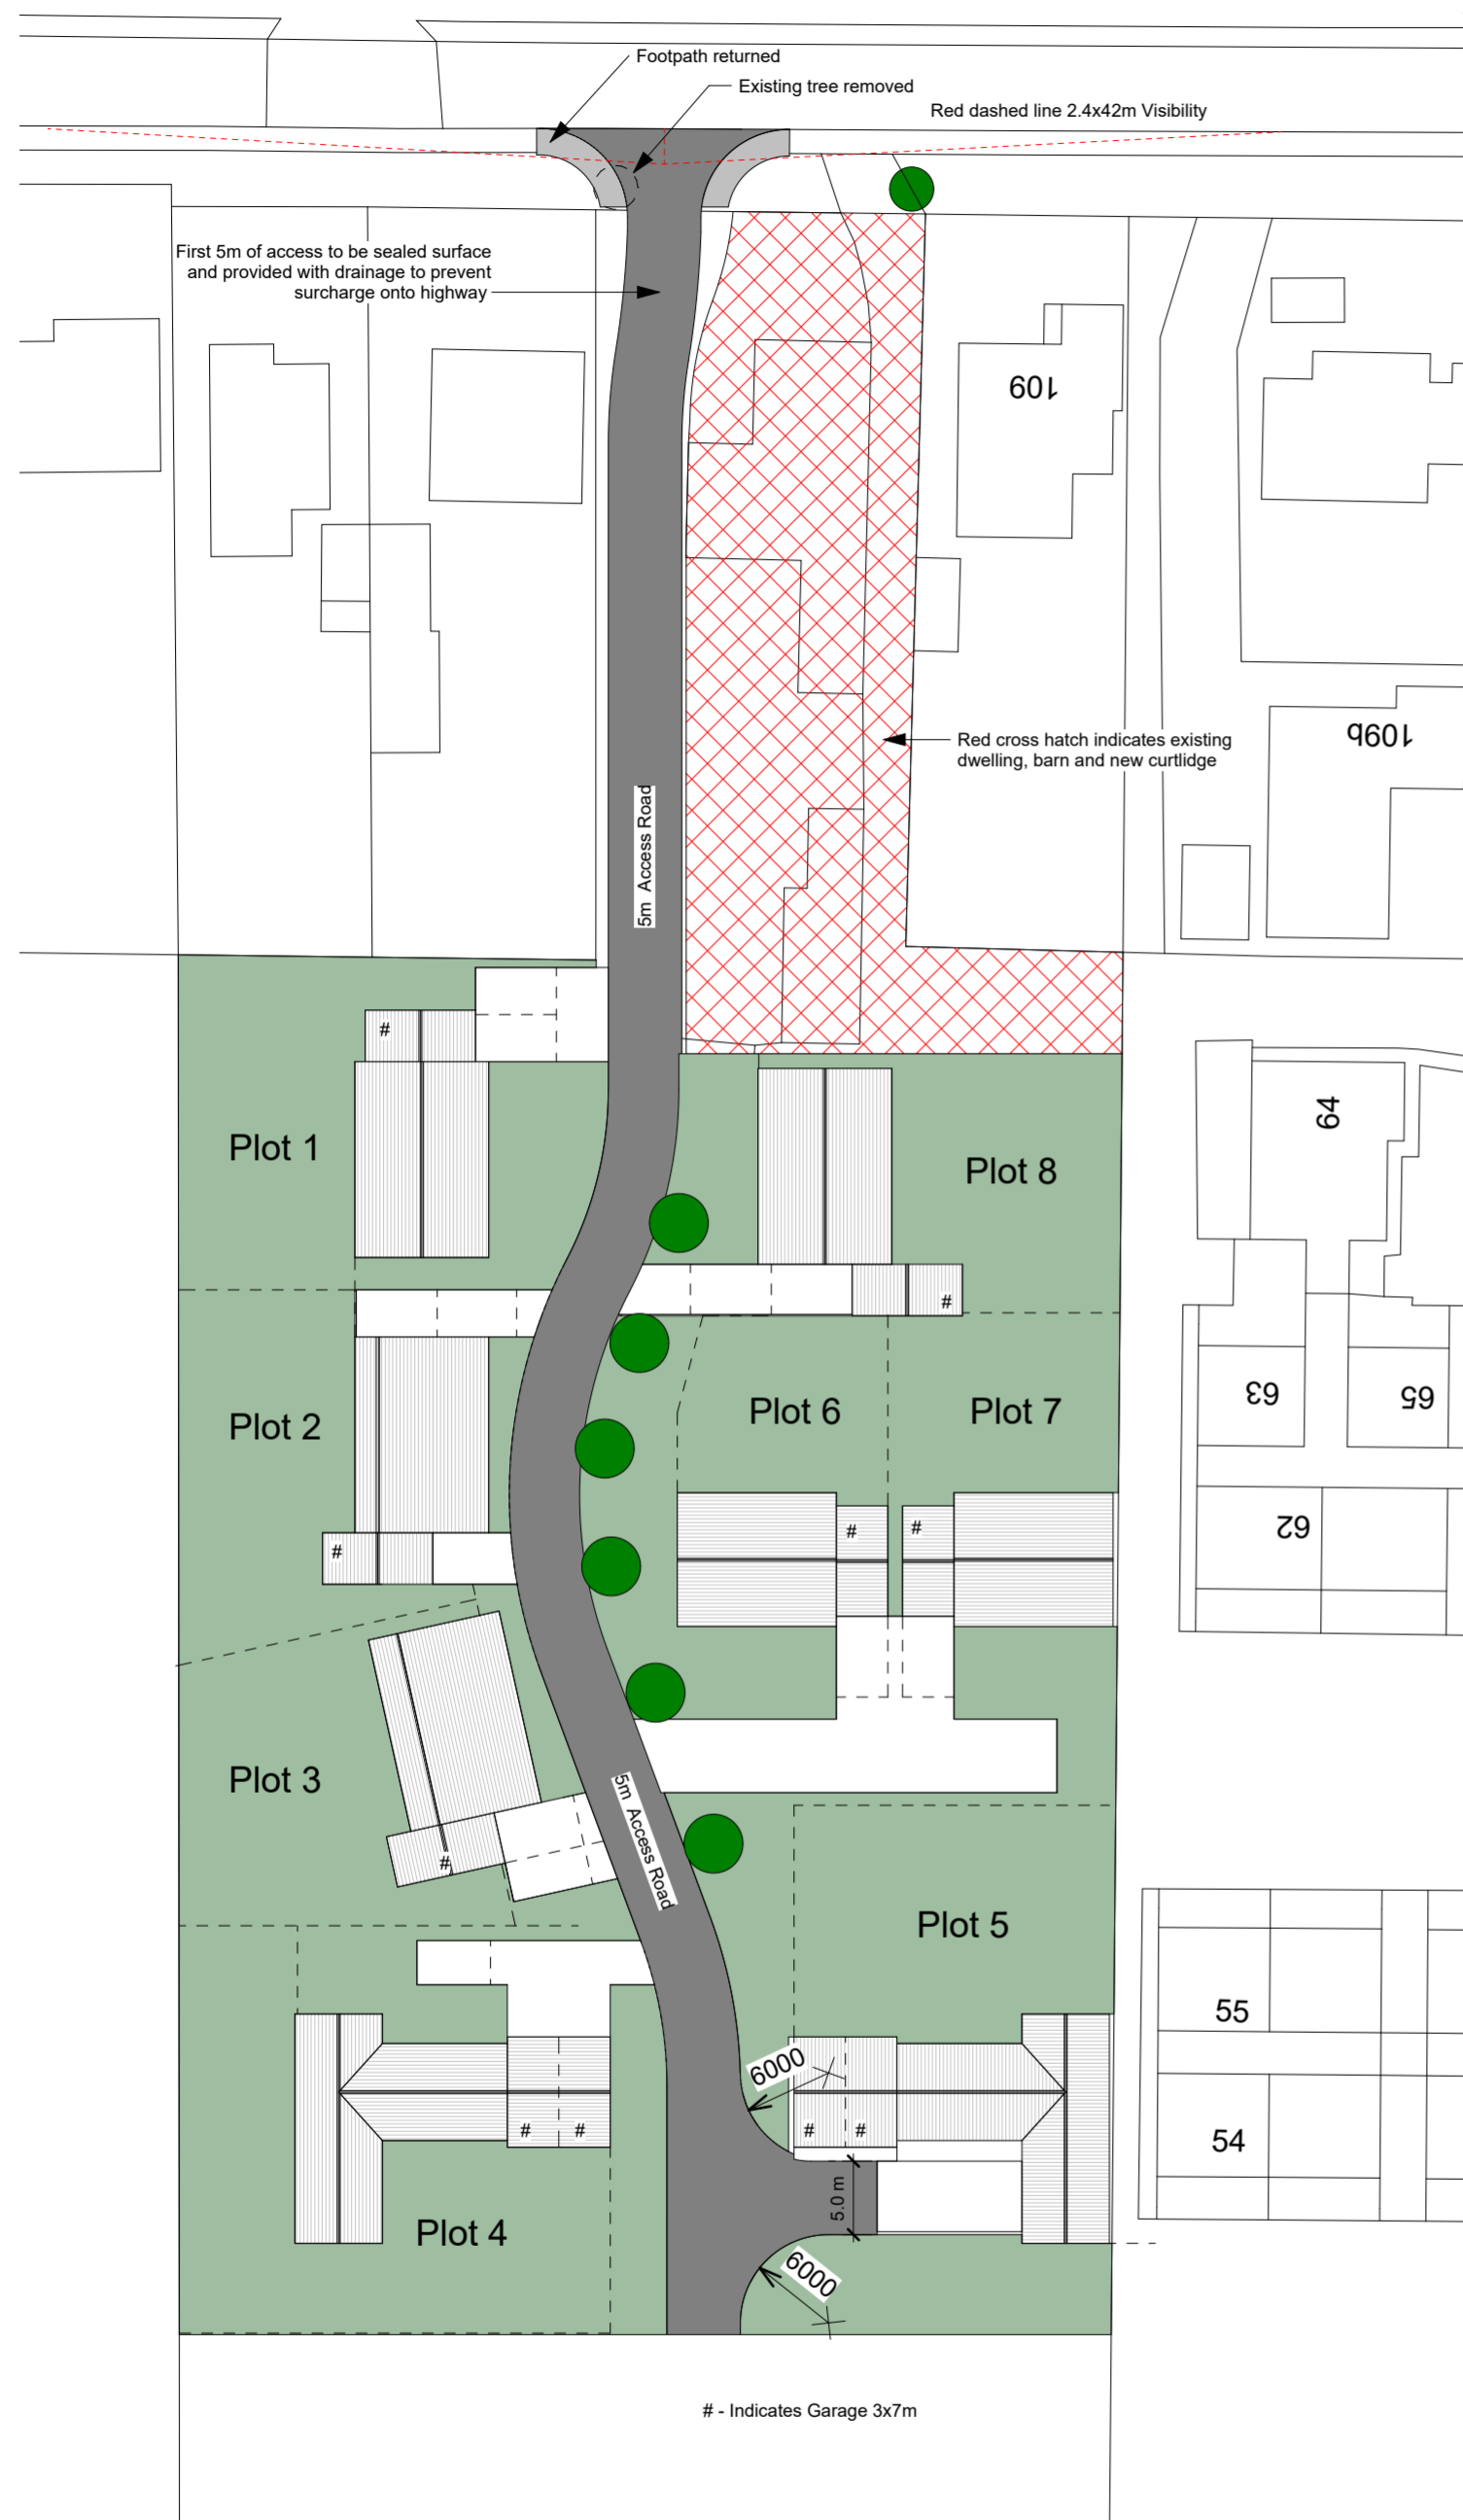 Footpath returned
Existing tree removed
Red dashed line 2.4x42m Visibility
First 5m of access to be sealed surface
and provided with drainage to prevent
surcharge onto highway
109
Red cross hatch indicates existing
dwelling, barn and new curtlidge
109b
5m Access Road
#
Plot 1
64
Plot 8
#
63
65
Plot 2
Plot 6
Plot 7
#
#
#
62
Plot 3
5m Access Road
#
Plot 5
55
6000
#
#
#
#
54
5.0 m
Plot 4
6000
# - Indicates Garage 3x7m